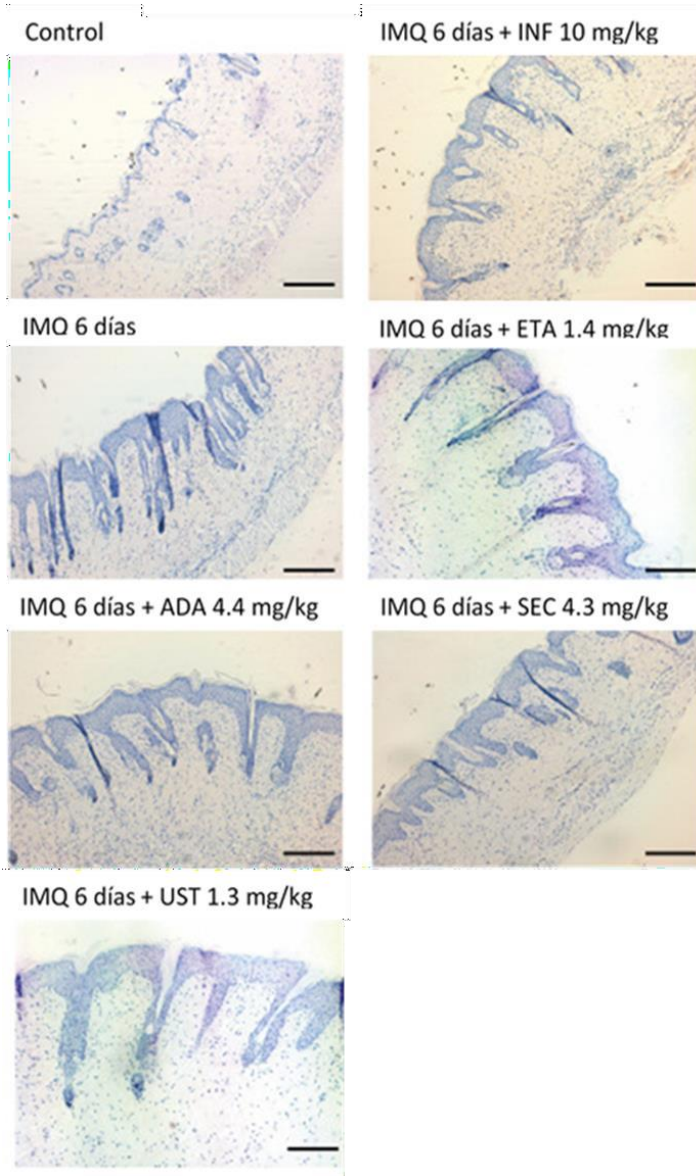 Control
IMQ 6 días + INF 10 mg/kg
IMQ 6 días
IMQ 6 días + ETA 1.4 mg/kg
IMQ 6 días + ADA 4.4 mg/kg
IMQ 6 días + SEC 4.3 mg/kg
IMQ 6 días + UST 1.3 mg/kg